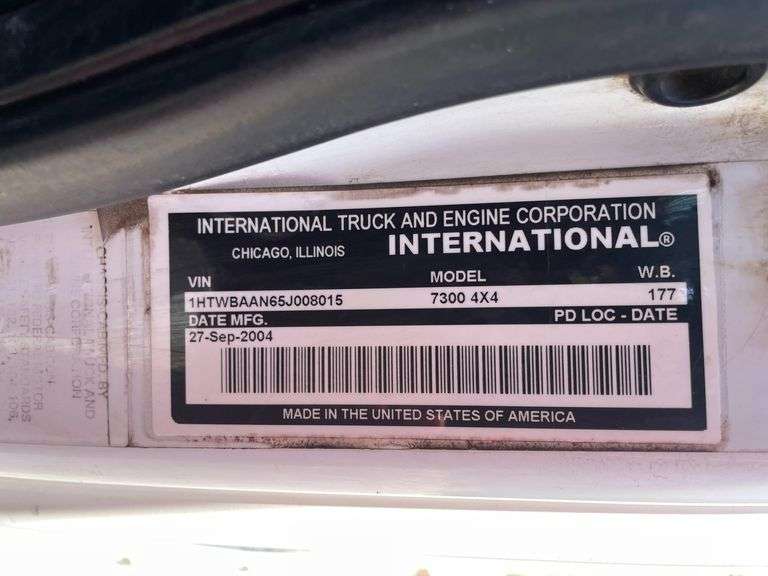 INTERNATIONAL TRUCK AND ENGINE CORPORATION
CHICAGO, ILLINOIS INTERNATIONAL®
VIN MODEL W.B.
1HTWBAAN65J008015 7300 4X4 177
DATE MFG. PD LOC - DATE
27-Sep-2004
MADE IN THE UNITED STATES OF AMERICA